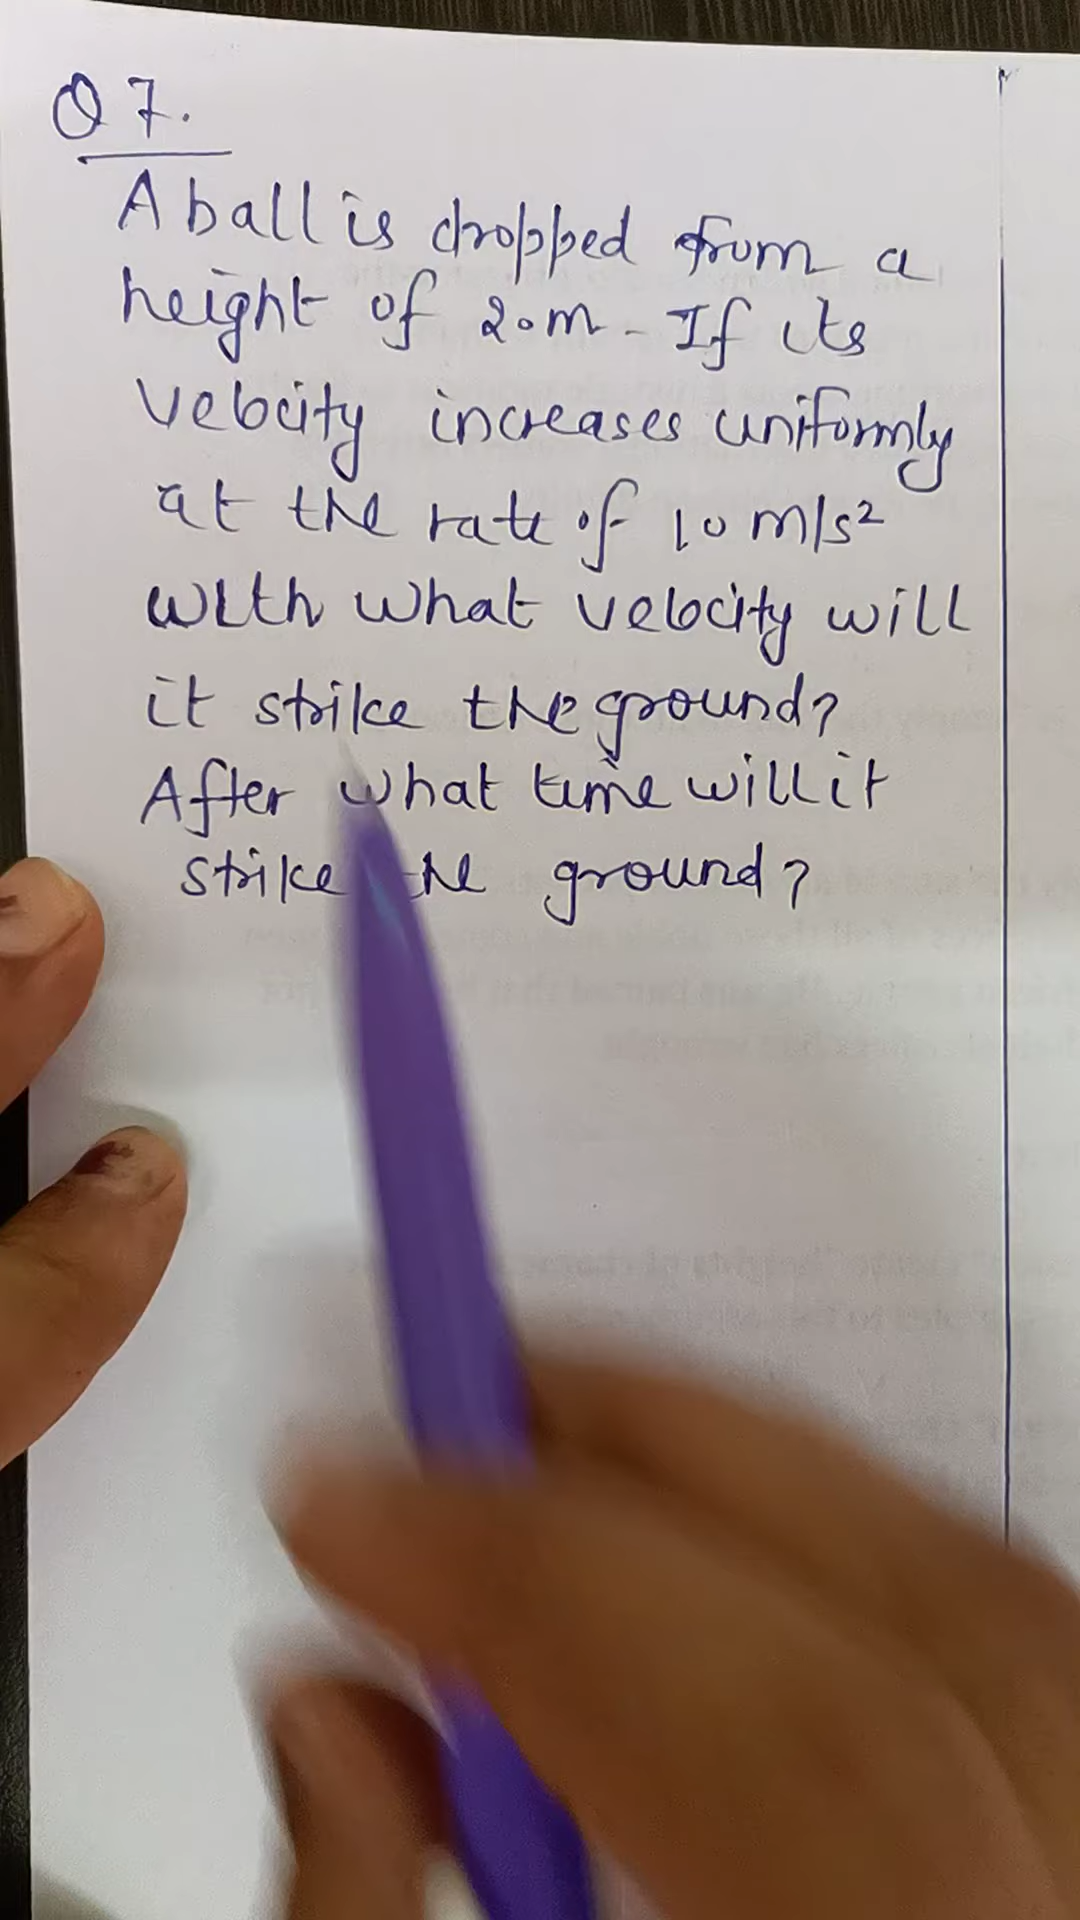 Q 7.
A ball is dropped from a
height of 20m. If its
velocity increases uniformly
at the rate of 10 m/s²
with what velocity will
it strike the ground?
After what time will it
strike the ground?